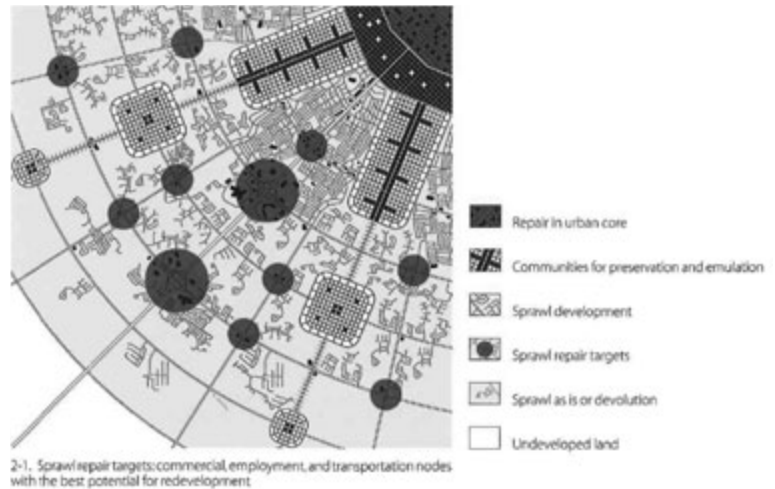 Repair in urban core
Communities for preservation and emulation
Sprawl development
Sprawl repair targets
Sprawl as is or devolution
Undeveloped land
2-1. Sprawl repair targets: commercial, employment, and transportation nodes
with the best potential for redevelopment